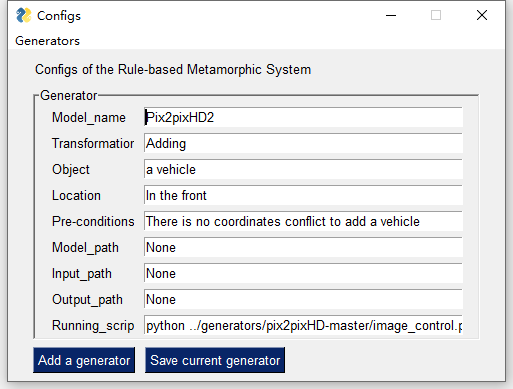 Configs
Generators
Configs of the Rule-based Metamorphic System
Generator
Model_name Pix2pixHD2
Transformation Adding
Object a vehicle
Location In the front
Pre-conditions There is no coordinates conflict to add a vehicle
Model_path None
Input_path None
Output_path None
Running_scrip python ../generators/pix2pixHD-master/image_control.p
Add a generator Save current generator